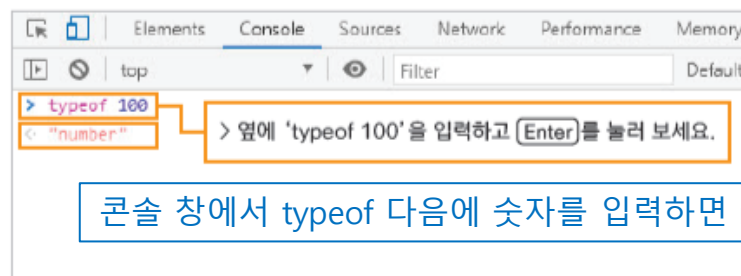 Elements Console Sources Network Performance Memory
top Filter Default
> typeof 100
< "number"
> 옆에 ‘typeof 100’을 입력하고 Enter를 눌러 보세요.
콘솔 창에서 typeof 다음에 숫자를 입력하면